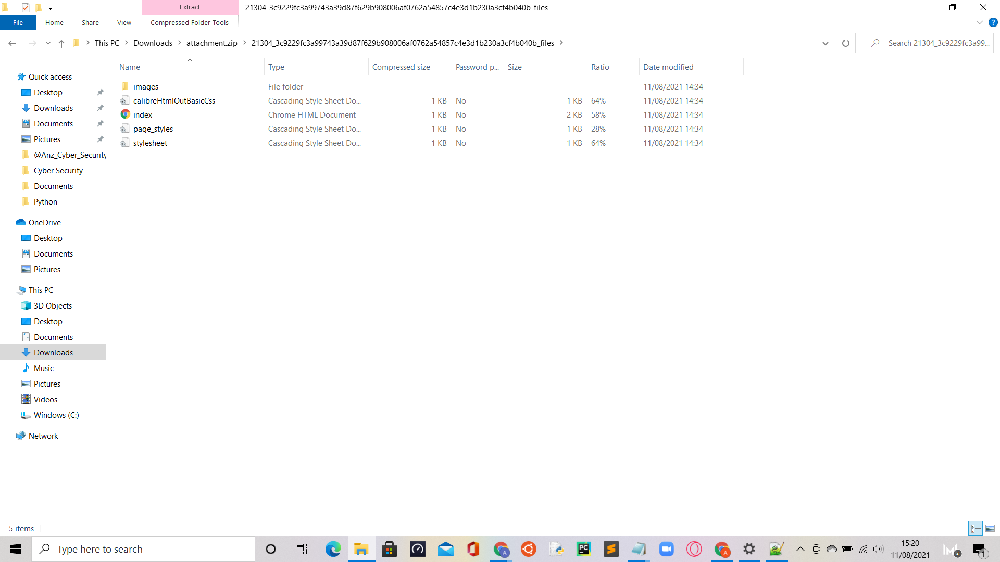 Extract
21304_3c9229fc3a99743a39d87f629b908006af0762a54857c4e3d1b230a3cf4b040b_files
File Home Share View Compressed Folder Tools
This PC Downloads attachment.zip 21304_3c9229fc3a99743a39d87f629b908006af0762a54857c4e3d1b230a3cf4b040b_files
Search 21304_3c9229fc3a99...
Name Type Compressed size Password p... Size Ratio Date modified
images File folder 11/08/2021 14:34
calibreHtmlOutBasicCss Cascading Style Sheet Do... 1 KB No 1 KB 64% 11/08/2021 14:34
index Chrome HTML Document 1 KB No 2 KB 58% 11/08/2021 14:34
page_styles Cascading Style Sheet Do... 1 KB No 1 KB 28% 11/08/2021 14:34
stylesheet Cascading Style Sheet Do... 1 KB No 1 KB 64% 11/08/2021 14:34
Quick access
Desktop
Downloads
Documents
Pictures
@Anz_Cyber_Security
Cyber Security
Documents
Python
OneDrive
Desktop
Documents
Pictures
This PC
3D Objects
Desktop
Documents
Downloads
Music
Pictures
Videos
Windows (C:)
Network
5 items
Type here to search
PC
A
A
15:20
11/08/2021
2
1